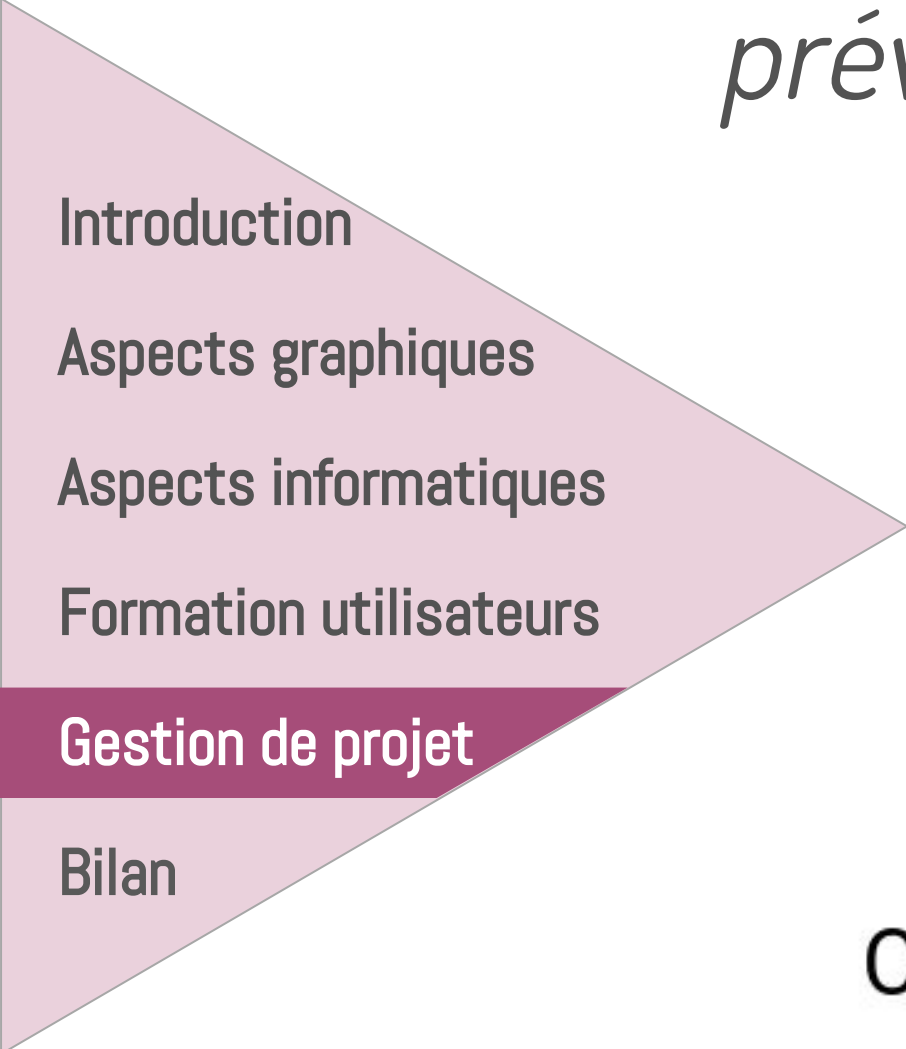 Introduction
Aspects graphiques
Aspects informatiques
Formation utilisateurs
Gestion de projet
Bilan